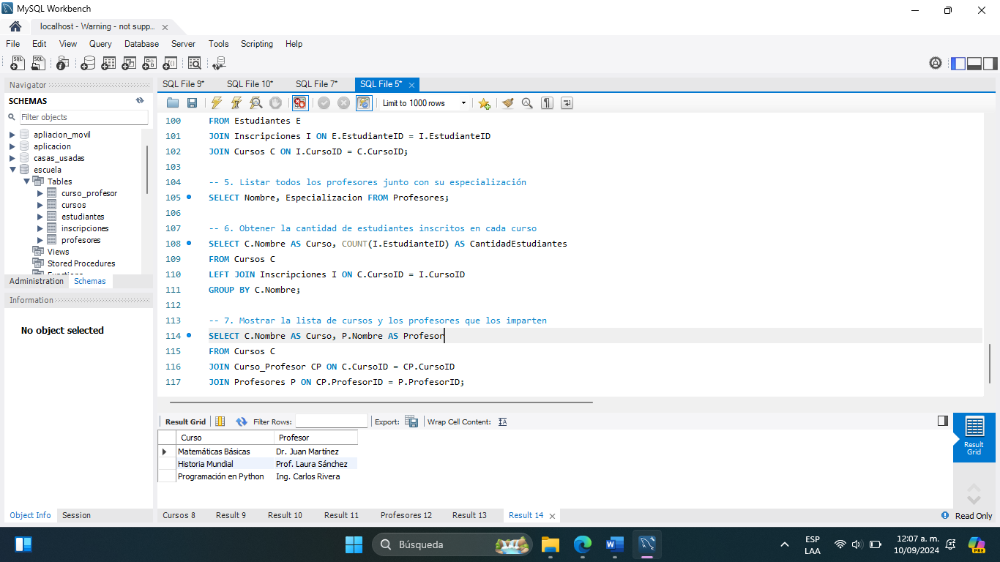 MySQL Workbench
localhost - Warning - not supp...
File Edit View Query Database Server Tools Scripting Help
Navigator
SCHEMAS
Filter objects
apliacion_movil
aplicacion
casas_usadas
escuela
Tables
curso_profesor
cursos
estudiantes
inscripciones
profesores
Views
Stored Procedures
Administration Schemas
Information
No object selected
Object Info Session
SQL File 9* SQL File 10* SQL File 7* SQL File 5*
Limit to 1000 rows
100 FROM Estudiantes E
101 JOIN Inscripciones I ON E.EstudianteID = I.EstudianteID
102 JOIN Cursos C ON I.CursoID = C.CursoID;
103
104 -- 5. Listar todos los profesores junto con su especialización
105 SELECT Nombre, Especializacion FROM Profesores;
106
107 -- 6. Obtener la cantidad de estudiantes inscritos en cada curso
108 SELECT C.Nombre AS Curso, COUNT(I.EstudianteID) AS CantidadEstudiantes
109 FROM Cursos C
110 LEFT JOIN Inscripciones I ON C.CursoID = I.CursoID
111 GROUP BY C.Nombre;
112
113 -- 7. Mostrar la lista de cursos y los profesores que los imparten
114 SELECT C.Nombre AS Curso, P.Nombre AS Profesor
115 FROM Cursos C
116 JOIN Curso_Profesor CP ON C.CursoID = CP.CursoID
117 JOIN Profesores P ON CP.ProfesorID = P.ProfesorID;
Result Grid Filter Rows: Export: Wrap Cell Content:
Curso Profesor
Matemáticas Básicas Dr. Juan Martínez
Historia Mundial Prof. Laura Sánchez
Programación en Python Ing. Carlos Rivera
Result
Grid
Cursos 8 Result 9 Result 10 Result 11 Profesores 12 Result 13 Result 14
Read Only
Búsqueda
ESP
LAA
12:07 a. m.
10/09/2024
PRE